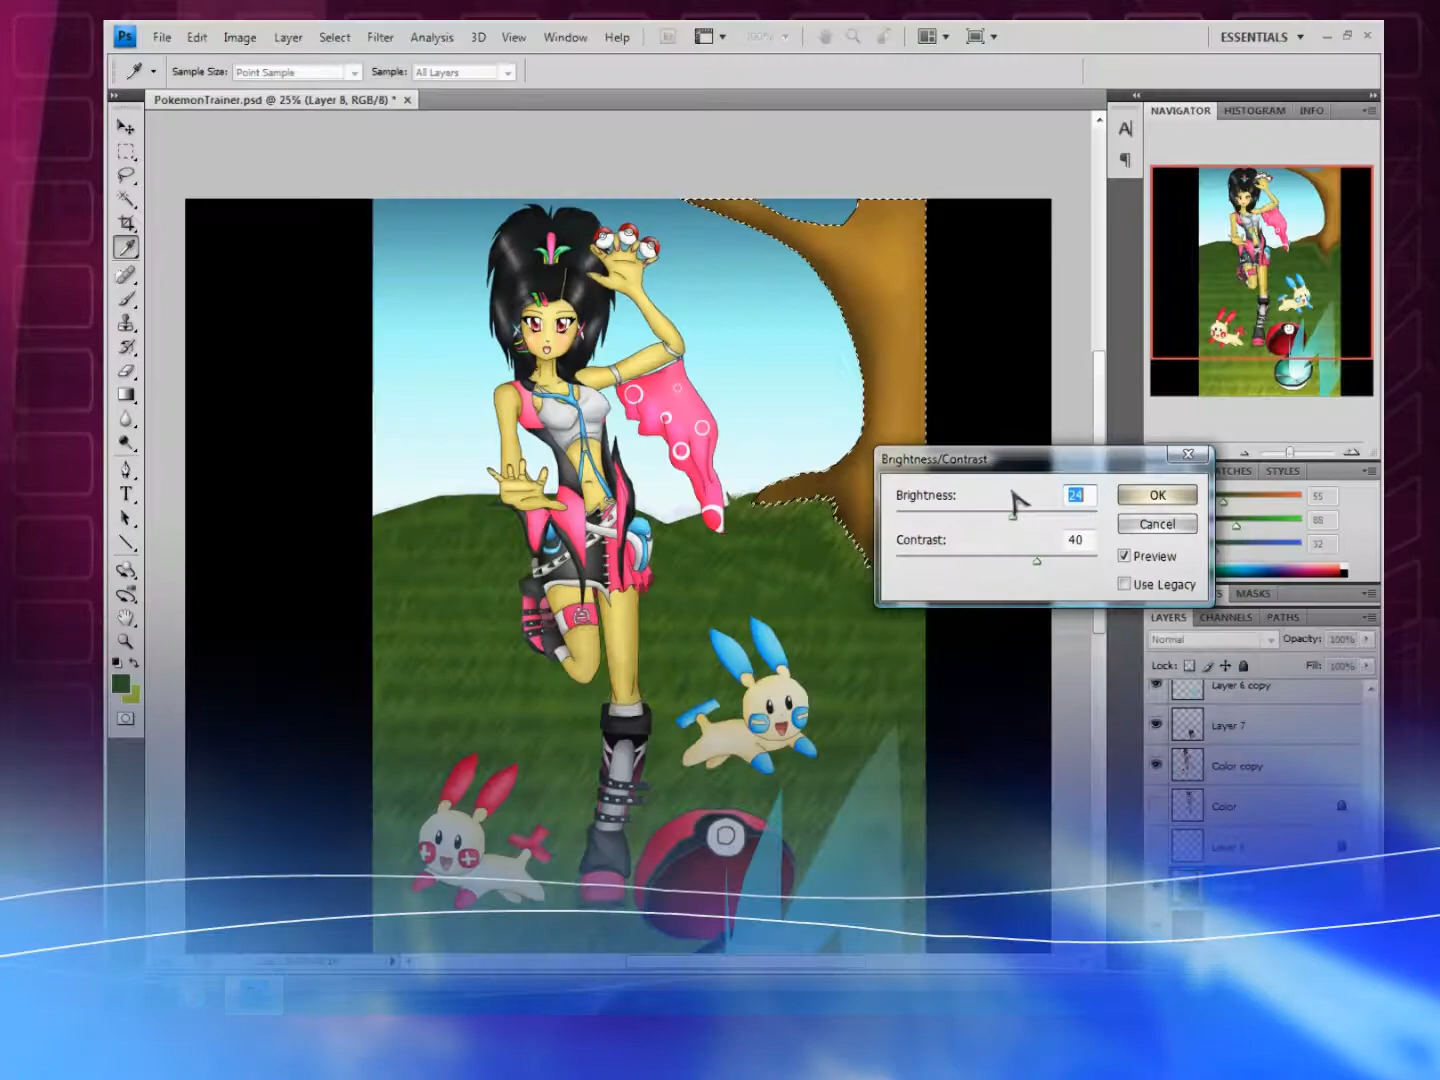 Ps File Edit Image Layer Select Filter Analysis 3D View Window Help Br 100% ESSENTIALS
Sample Size: Point Sample Sample: All Layers
PokemonTrainer.psd @ 25% (Layer 8, RGB/8) *
NAVIGATOR HISTOGRAM INFO
Brightness/Contrast
Brightness: 24 OK
Cancel
Contrast: 40
Preview
Use Legacy
STYLES
55
88
32
MASKS
LAYERS CHANNELS PATHS
Normal Opacity: 100%
Lock: Fill: 100%
Layer 6 copy
Layer 7
Color copy
Color